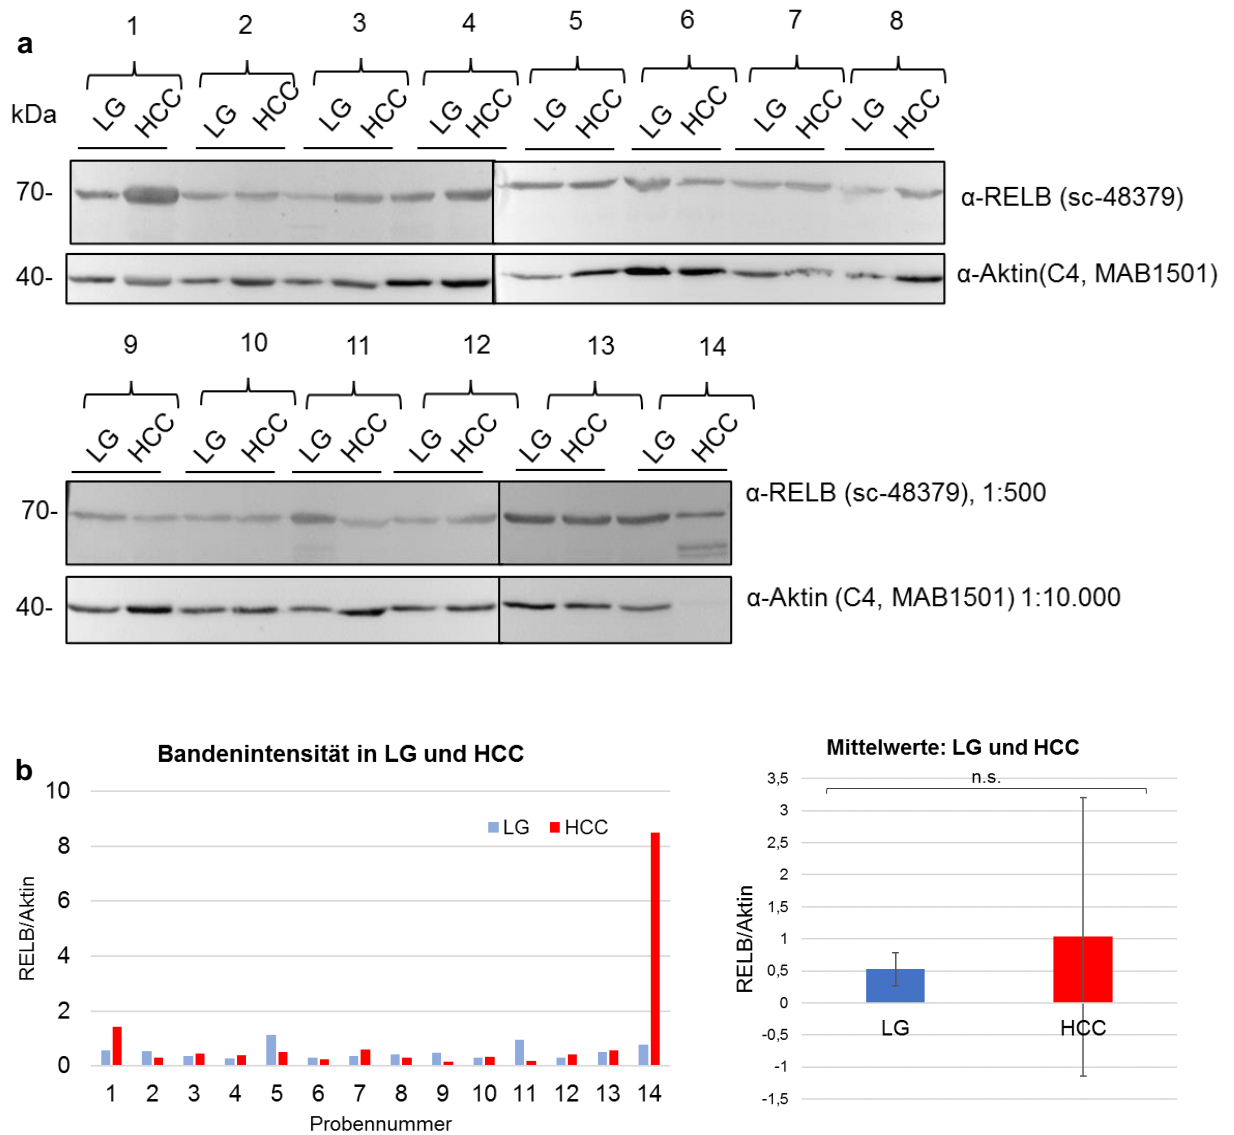 a
1 2 3 4 5 6 7 8
kDa
LG HCC LG HCC LG HCC LG HCC LG HCC LG HCC LG HCC LG HCC
70- α-RELB (sc-48379)
40- α-Aktin(C4, MAB1501)
9 10 11 12 13 14
LG HCC LG HCC LG HCC LG HCC LG HCC LG HCC
70- α-RELB (sc-48379), 1:500
40- α-Aktin (C4, MAB1501) 1:10.000
b
Bandenintensität in LG und HCC
10
8
6
4
2
0
RELB/Aktin
LG HCC
1 2 3 4 5 6 7 8 9 10 11 12 13 14
Probennummer
Mittelwerte: LG und HCC
n.s.
3,5
3
2,5
2
1,5
1
0,5
0
-0,5
-1
-1,5
RELB/Aktin
LG HCC